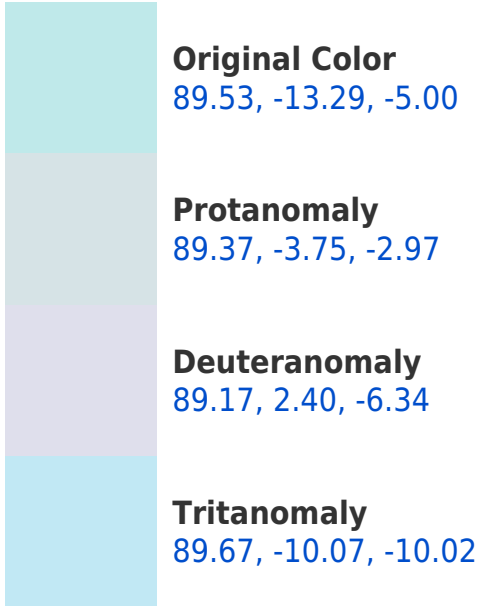 Original Color
89.53, -13.29, -5.00
Protanomaly
89.37, -3.75, -2.97
Deuteranomaly
89.17, 2.40, -6.34
Tritanomaly
89.67, -10.07, -10.02